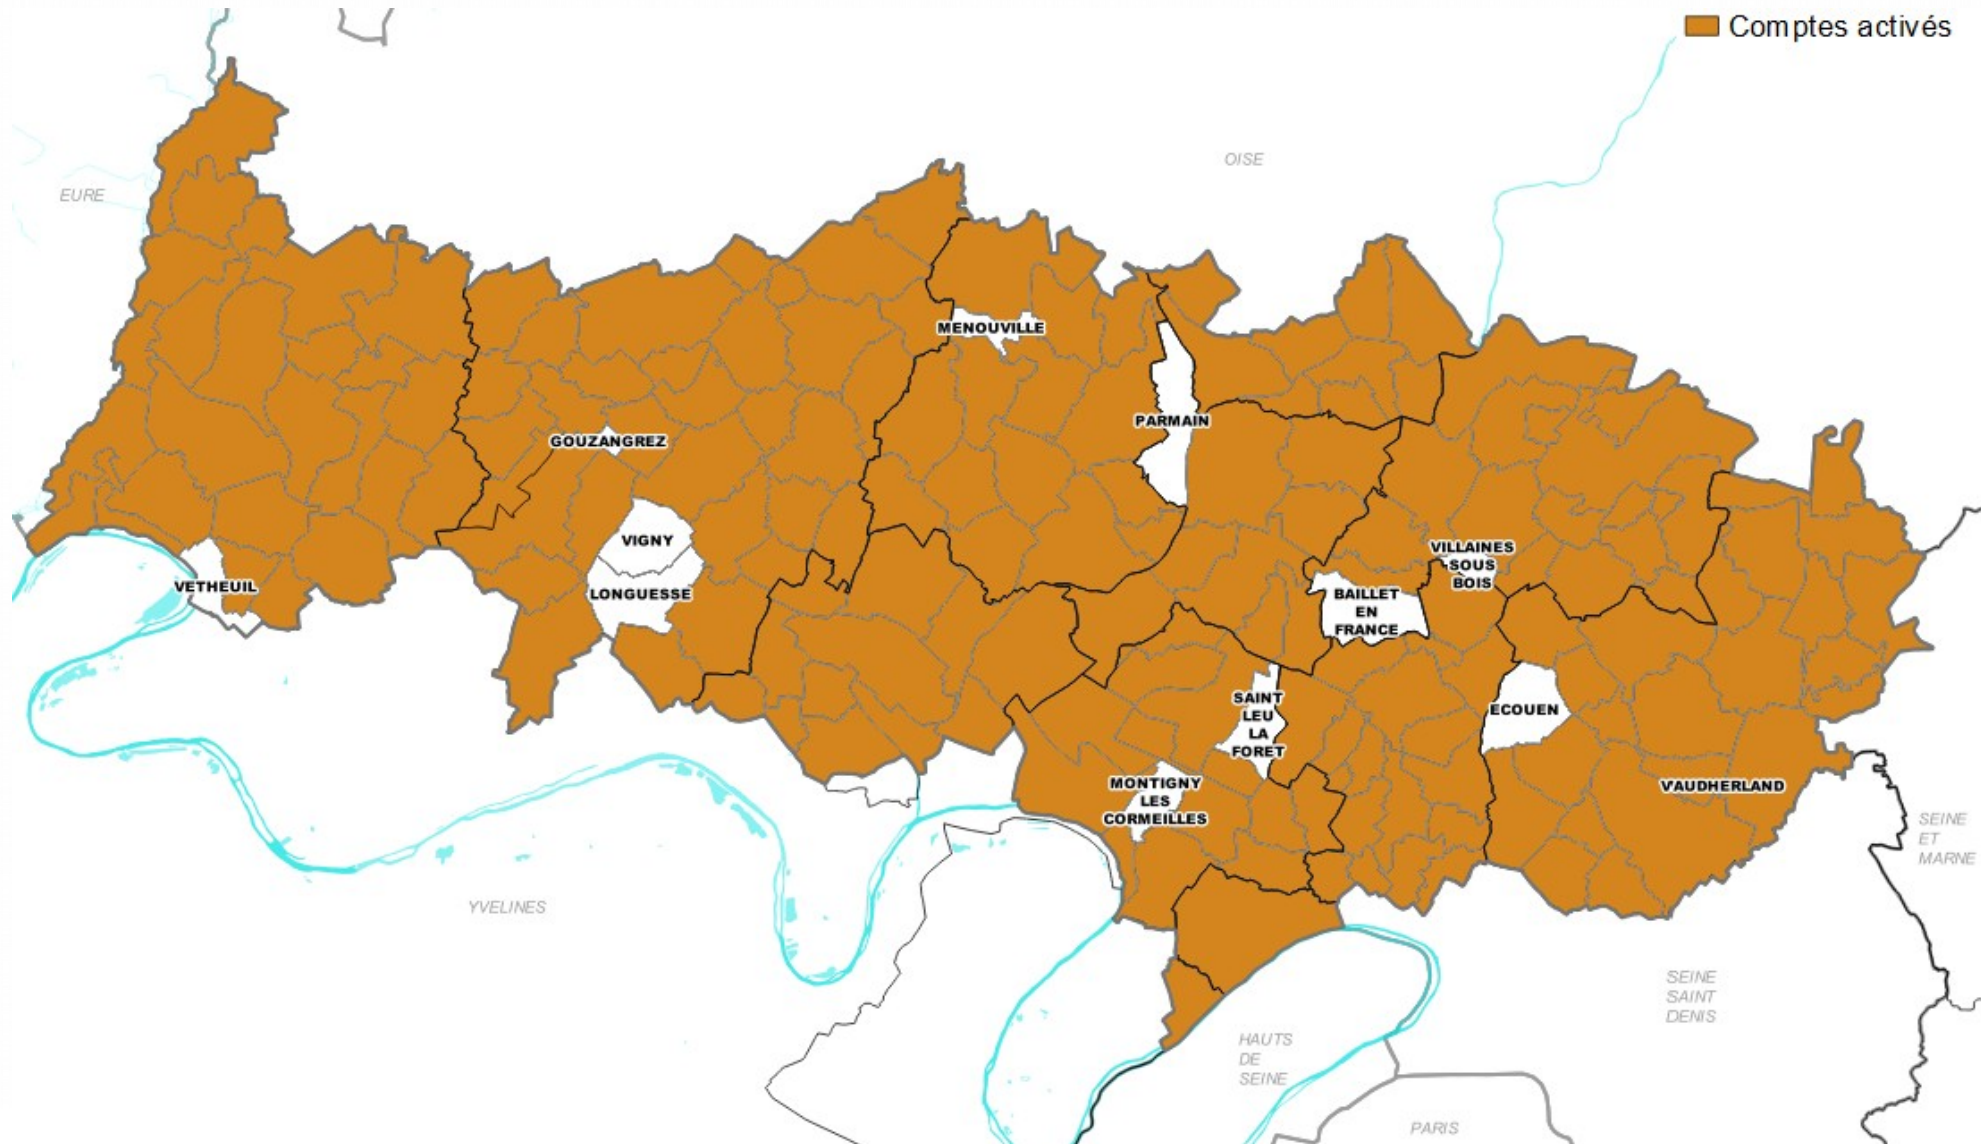 Comptes activés
OISE
EURE
MENOUVILLE
PARMAIN
GOUZANGREZ
VIGNY
VILLAINES
SOUS
BOIS
VETHEUIL
LONGUESSE
BAILLET
EN
FRANCE
SAINT
LEU
LA
FORET
ECOUEN
MONTIGNY
LES
CORMEILLES
VAUDHERLAND
SEINE
ET
MARNE
YVELINES
SEINE
SAINT
DENIS
HAUTS
DE
SEINE
PARIS